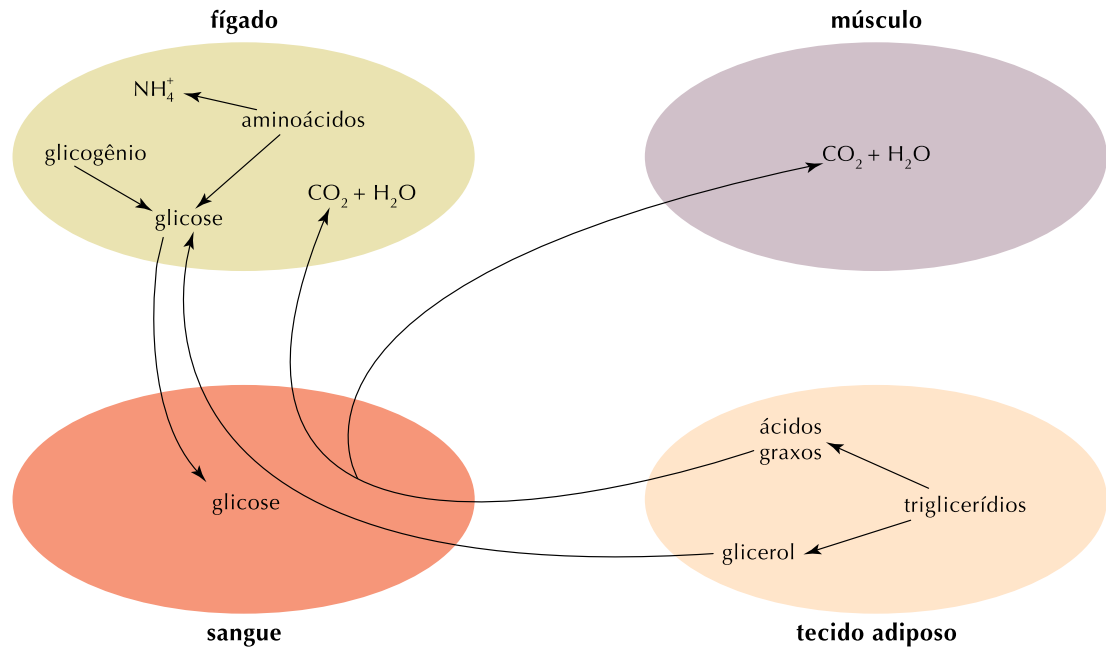 fígado
músculo
NH₄⁺
aminoácidos
glicogênio
CO₂ + H₂O
glicose
CO₂ + H₂O
ácidos
graxos
glicose
triglicerídios
glicerol
sangue
tecido adiposo